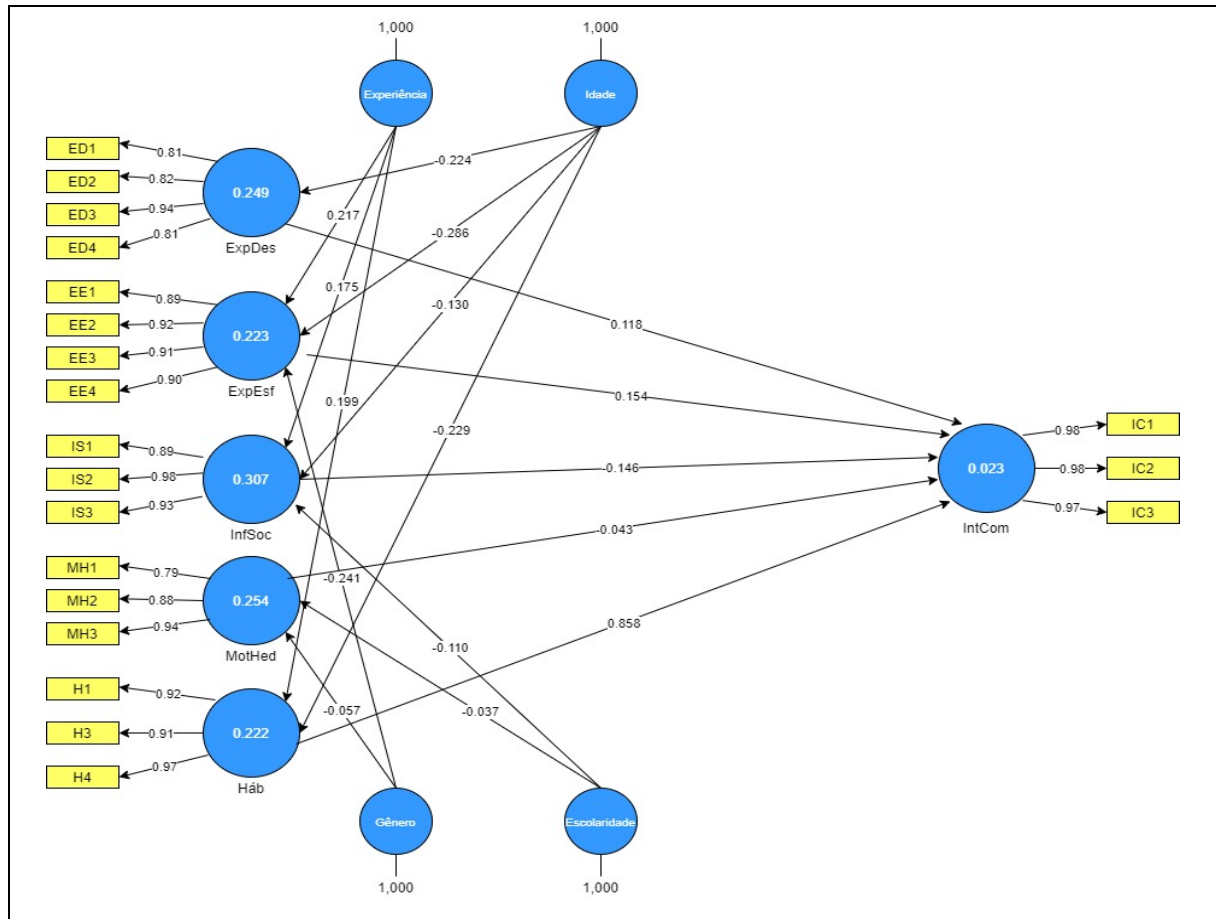 1,000
1,000
Experiência
Idade
ED1
0.81
ED2
0.82
ED3
0.94
ED4
0.81
0.249
ExpDes
-0.224
0.217
-0.286
0.175
-0.130
0.118
EE1
0.89
EE2
0.92
EE3
0.91
EE4
0.90
0.223
ExpEsf
0.154
0.199
-0.229
IS1
0.89
IS2
0.98
IS3
0.93
0.307
InfSoc
-0.146
-0.043
0.023
IntCom
0.98
IC1
0.98
IC2
0.97
IC3
MH1
0.79
MH2
0.88
MH3
0.94
0.254
MotHed
-0.241
0.858
-0.110
-0.057
-0.037
H1
0.92
H3
0.91
H4
0.97
0.222
Háb
Gênero
Escolaridade
1,000
1,000